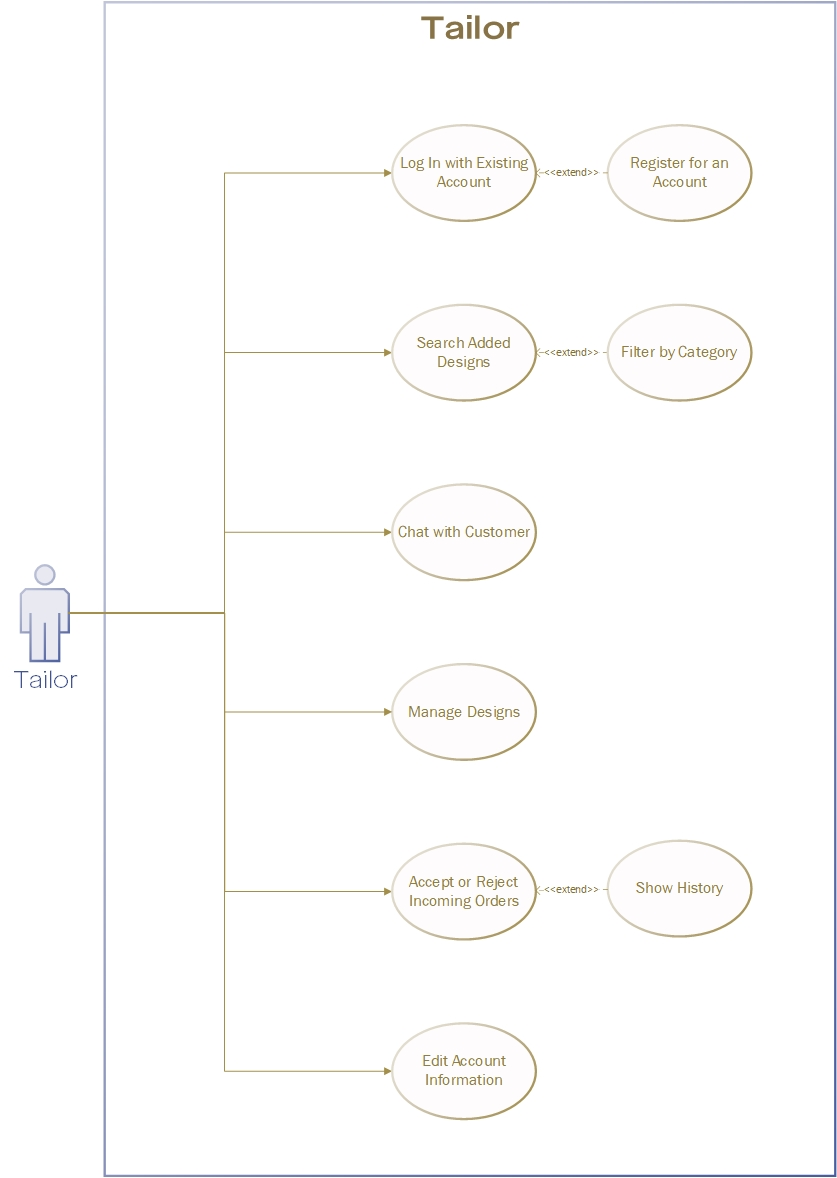 Tailor
Log In with Existing
Account
<<extend>>
Register for an
Account
Search Added
Designs
<<extend>>
Filter by Category
Chat with Customer
Tailor
Manage Designs
Accept or Reject
Incoming Orders
<<extend>>
Show History
Edit Account
Information